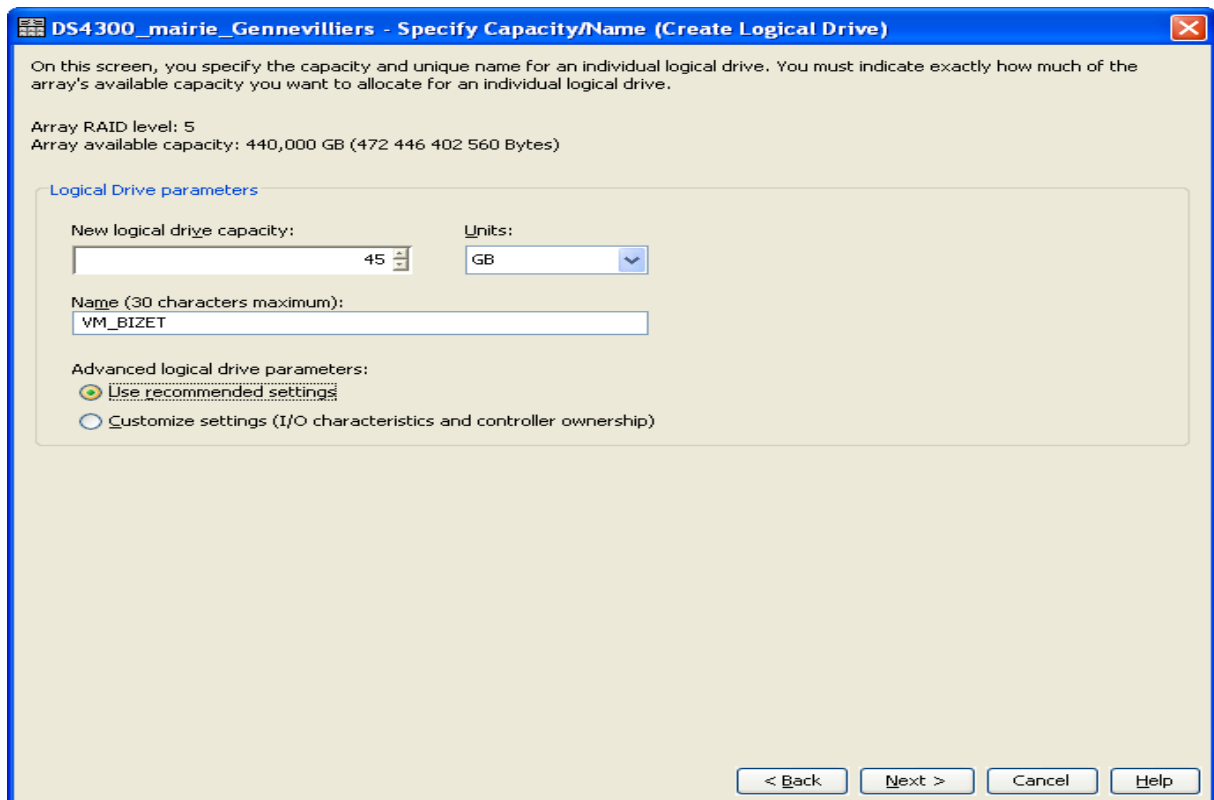 DS4300_mairie_Gennevilliers - Specify Capacity/Name (Create Logical Drive)
On this screen, you specify the capacity and unique name for an individual logical drive. You must indicate exactly how much of the
array's available capacity you want to allocate for an individual logical drive.
Array RAID level: 5
Array available capacity: 440,000 GB (472 446 402 560 Bytes)
Logical Drive parameters
New logical drive capacity: Units:
45 GB
Name (30 characters maximum):
VM_BIZET
Advanced logical drive parameters:
Use recommended settings
Customize settings (I/O characteristics and controller ownership)
< Back Next > Cancel Help